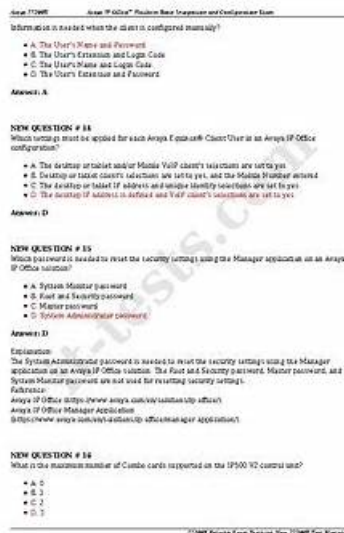 Avaya 77200X Avaya IP Office™ Platform Basic Integration and Configuration Exam
information is needed when the client is configured manually?
A. The User's Name and Password
B. The User's Extension and Login Code
C. The User's Name and Login Code
D. The User's Extension and Password
Answer: A
NEW QUESTION # 14
Which settings must be applied for each Avaya Equinox® Client User in an Avaya IP Office
configuration?
A. The desktop or tablet and/or Mobile VoIP client's selections are set to yes
B. Desktop or tablet client's selections are set to yes, and the Mobile Number entered
C. The desktop or tablet IP address and unique identity selections are set to yes
D. The desktop IP address is defined and VoIP client's selections are set to yes
Answer: D
NEW QUESTION # 15
Which password is needed to reset the security settings using the Manager application on an Avaya
IP Office solution?
A. System Monitor password
B. Root and Security password
C. Master password
D. System Administrator password
Answer: D
Explanation:
The System Administrator password is needed to reset the security settings using the Manager
application on an Avaya IP Office solution. The Root and Security password, Master password, and
System Monitor password are not used for resetting security settings.
Reference:
Avaya IP Office
Avaya IP Office Manager Application
NEW QUESTION # 16
What is the maximum number of Combo cards supported on the IP500 V2 control unit?
A.
B.
C. 2
D.